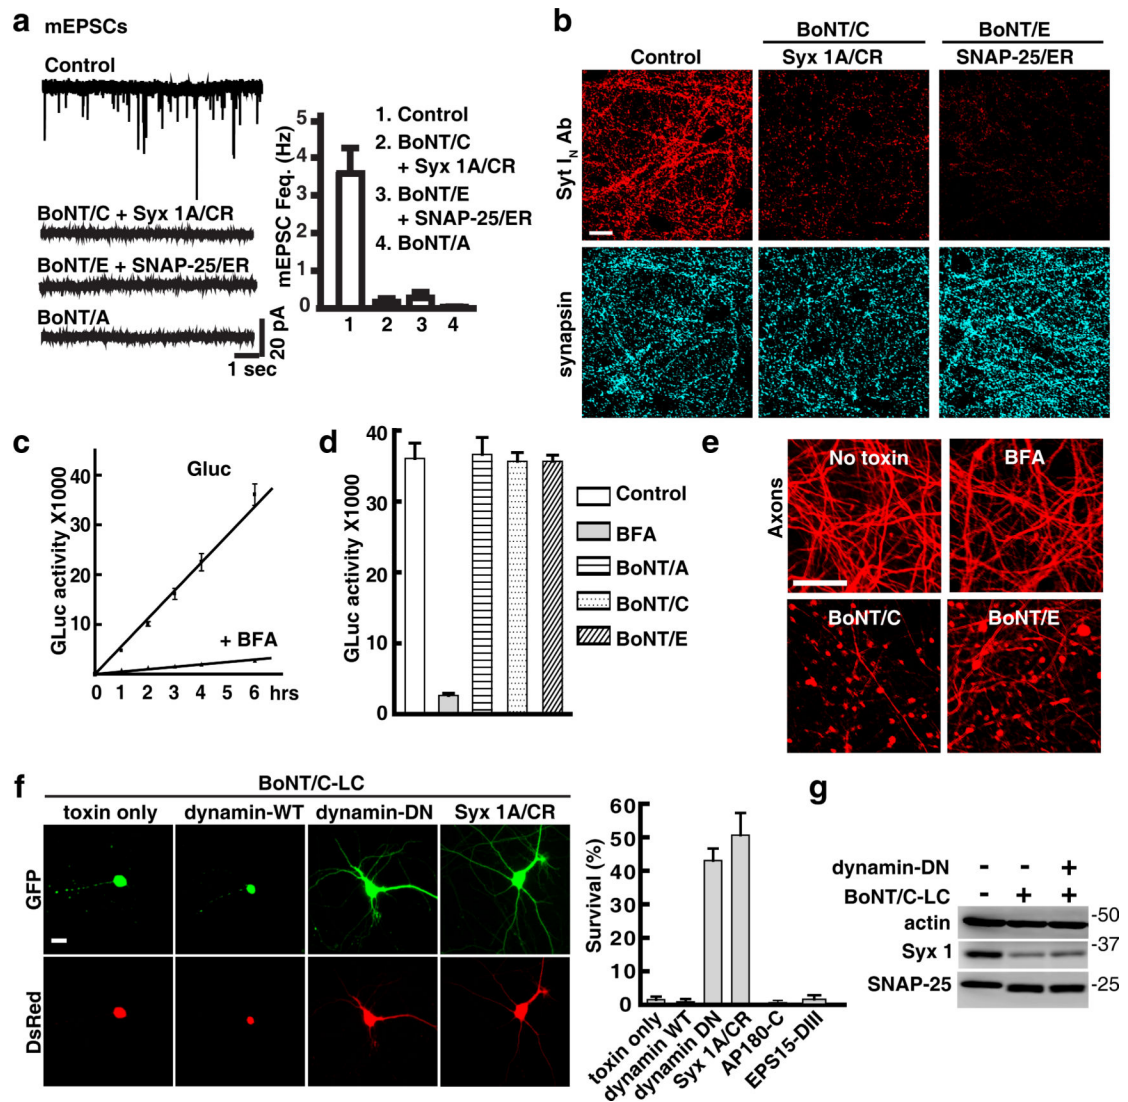 a
mEPSCs
Control
BoNT/C + Syx 1A/CR
BoNT/E + SNAP-25/ER
BoNT/A
20 pA
1 sec
mEPSC Feq. (Hz)
5
4
3
2
1
0
1 2 3 4
1. Control
2. BoNT/C
+ Syx 1A/CR
3. BoNT/E
+ SNAP-25/ER
4. BoNT/A
b
BoNT/C
BoNT/E
Control
Syx 1A/CR
SNAP-25/ER
Syt I_N Ab
synapsin
c
GLuc activity X1000
40
30
20
10
Gluc
+ BFA
0 1 2 3 4 5 6 hrs
d
GLuc activity X1000
40
30
20
10
0
Control
BFA
BoNT/A
BoNT/C
BoNT/E
e
Axons
No toxin
BFA
BoNT/C
BoNT/E
f
BoNT/C-LC
toxin only
dynamin-WT
dynamin-DN
Syx 1A/CR
GFP
DsRed
Survival (%)
60
50
40
30
20
10
0
toxin only
dynamin WT
dynamin DN
Syx 1A/CR
AP180-C
EPS15-DIII
g
dynamin-DN - - +
BoNT/C-LC - + +
actin
-50
Syx 1
-37
SNAP-25
-25